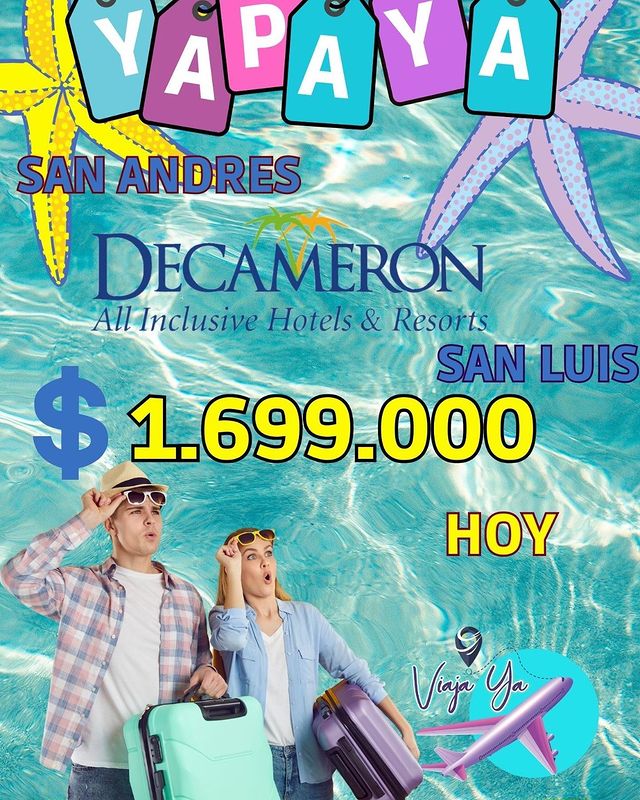 YAPAYA
SAN ANDRES
DECAMERON
All Inclusive Hotels & Resorts
SAN LUIS
$ 1.699.000
HOY
Viaja Ya